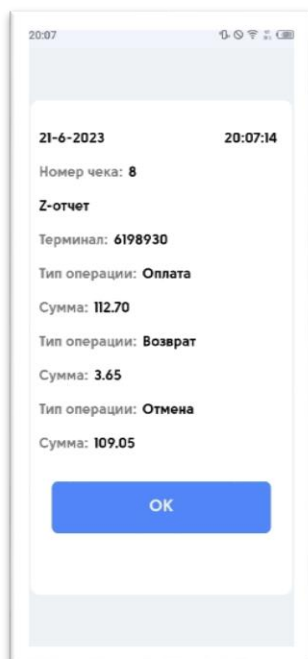 20:07
21-6-2023 20:07:14
Номер чека: 8
Z-отчет
Терминал: 6198930
Тип операции: Оплата
Сумма: 112.70
Тип операции: Возврат
Сумма: 3.65
Тип операции: Отмена
Сумма: 109.05
OK